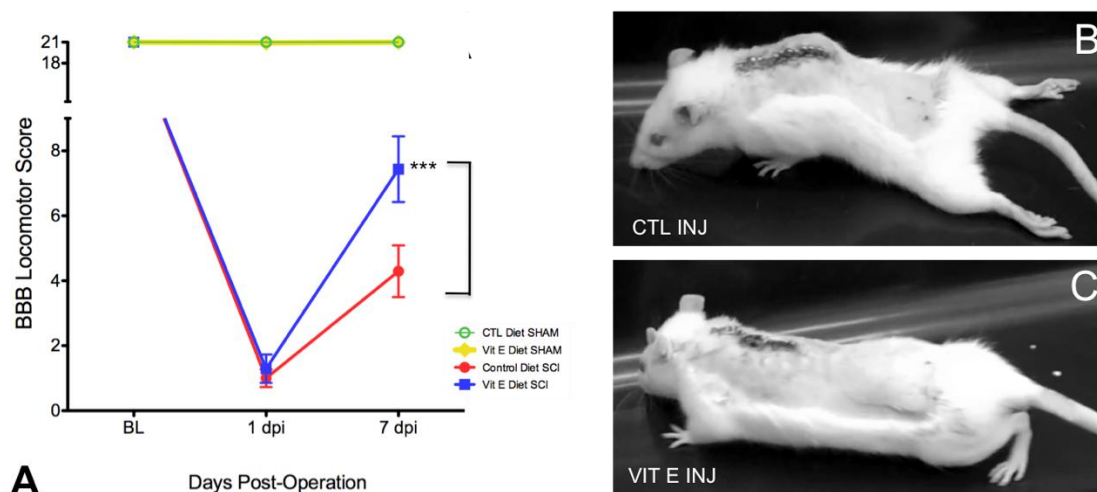 21
18
8
6
4
2
0
BBB Locomotor Score
***
CTL Diet SHAM
Vit E Diet SHAM
Control Diet SCI
Vit E Diet SCI
BL 1 dpi 7 dpi
Days Post-Operation
A
B
CTL INJ
C
VIT E INJ